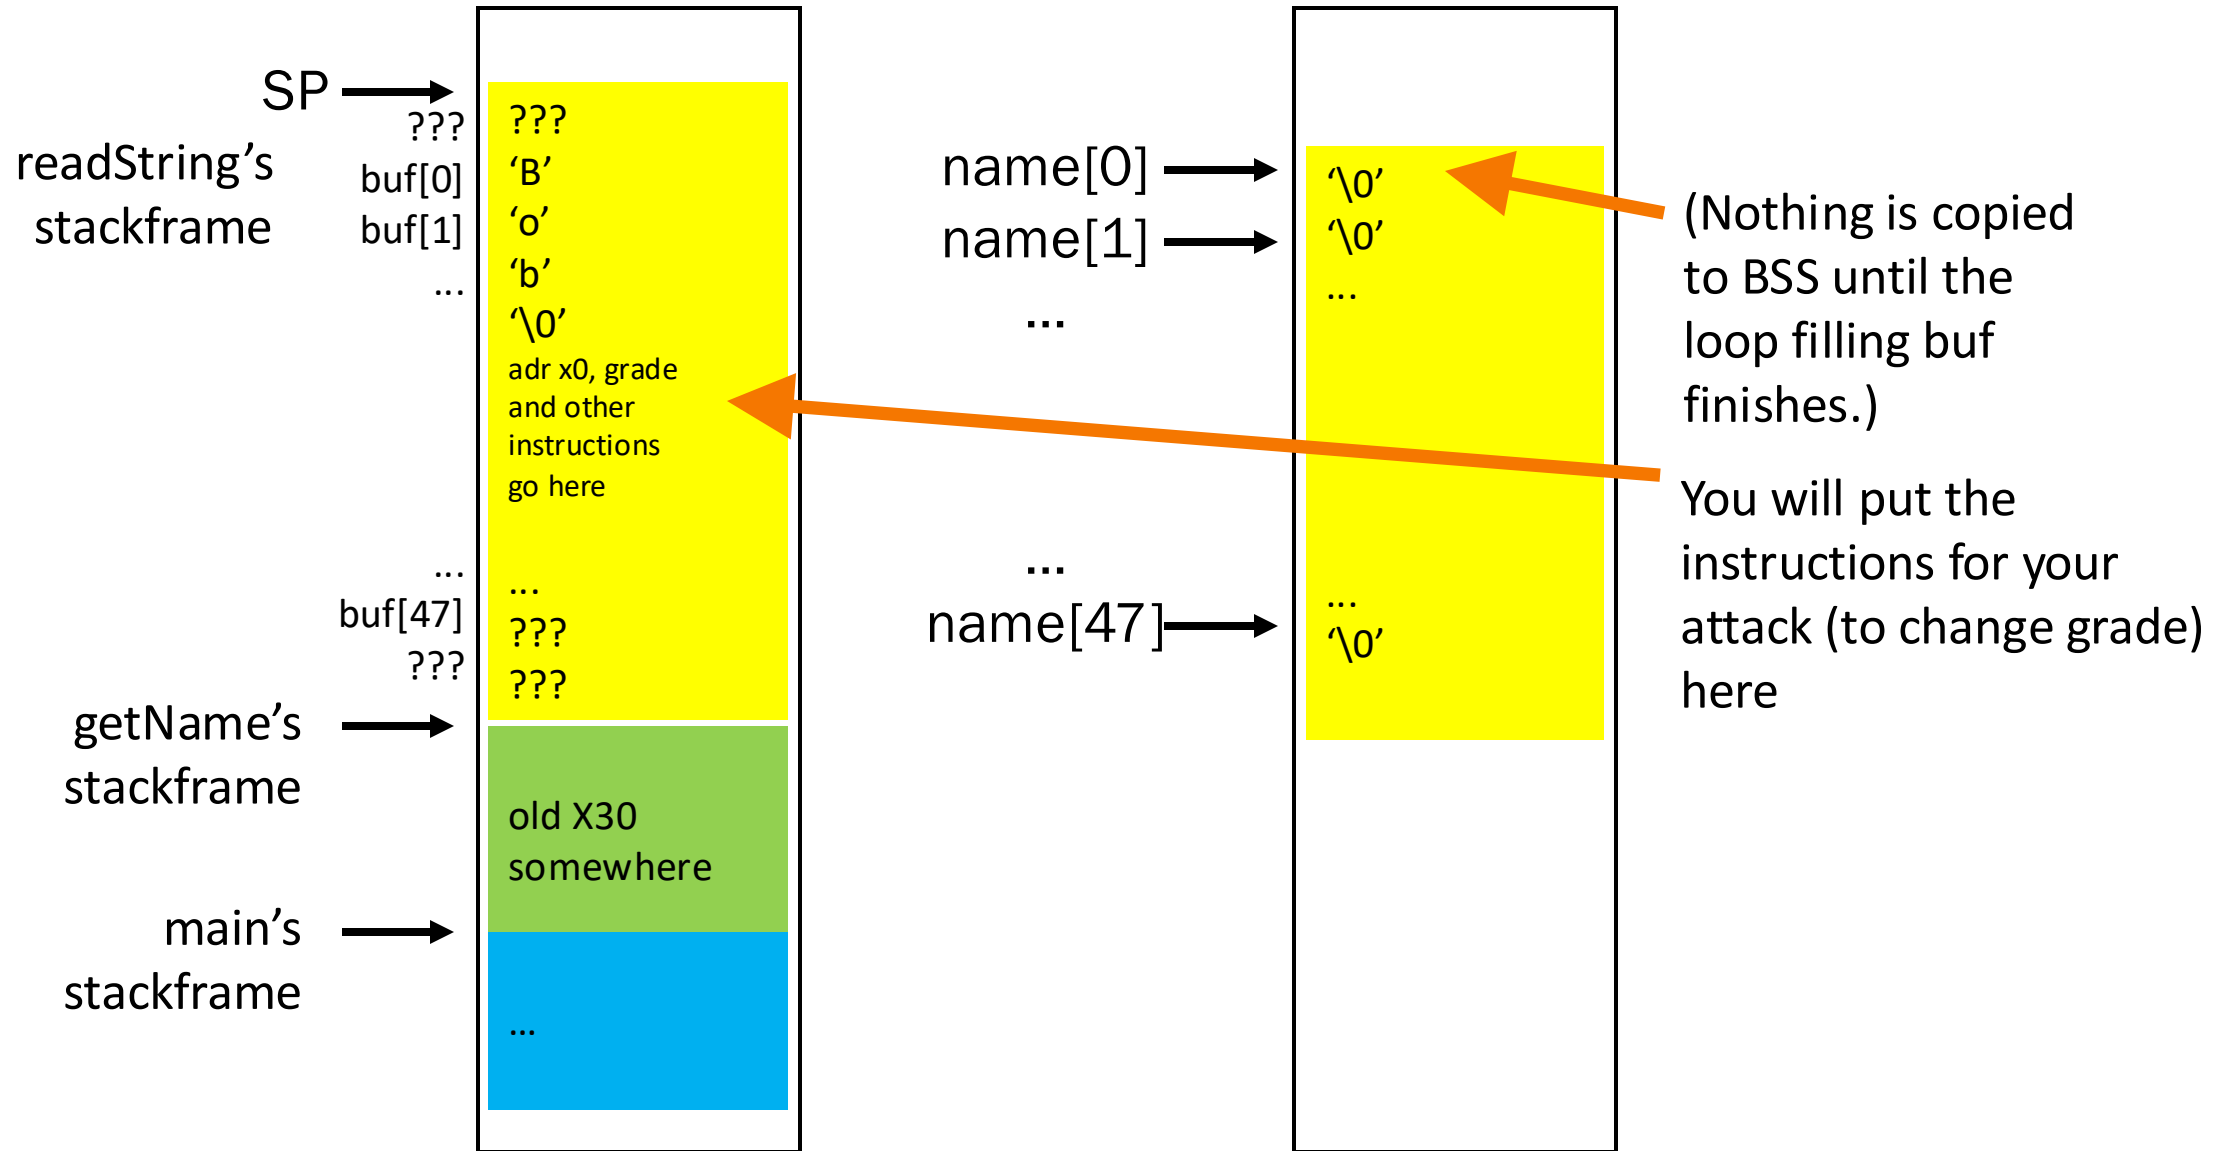 SP
readString’s
stackframe
???
buf[0]
buf[1]
...
...
buf[47]
???
getName’s
stackframe
main’s
stackframe
???
‘B’
‘o’
‘b’
‘\0’
adr x0, grade
and other
instructions
go here
...
???
???
old X30
somewhere
...
name[0]
name[1]
...
...
name[47]
‘\0’
‘\0’
...
...
‘\0’
(Nothing is copied
to BSS until the
loop filling buf
finishes.)
You will put the
instructions for your
attack (to change grade)
here